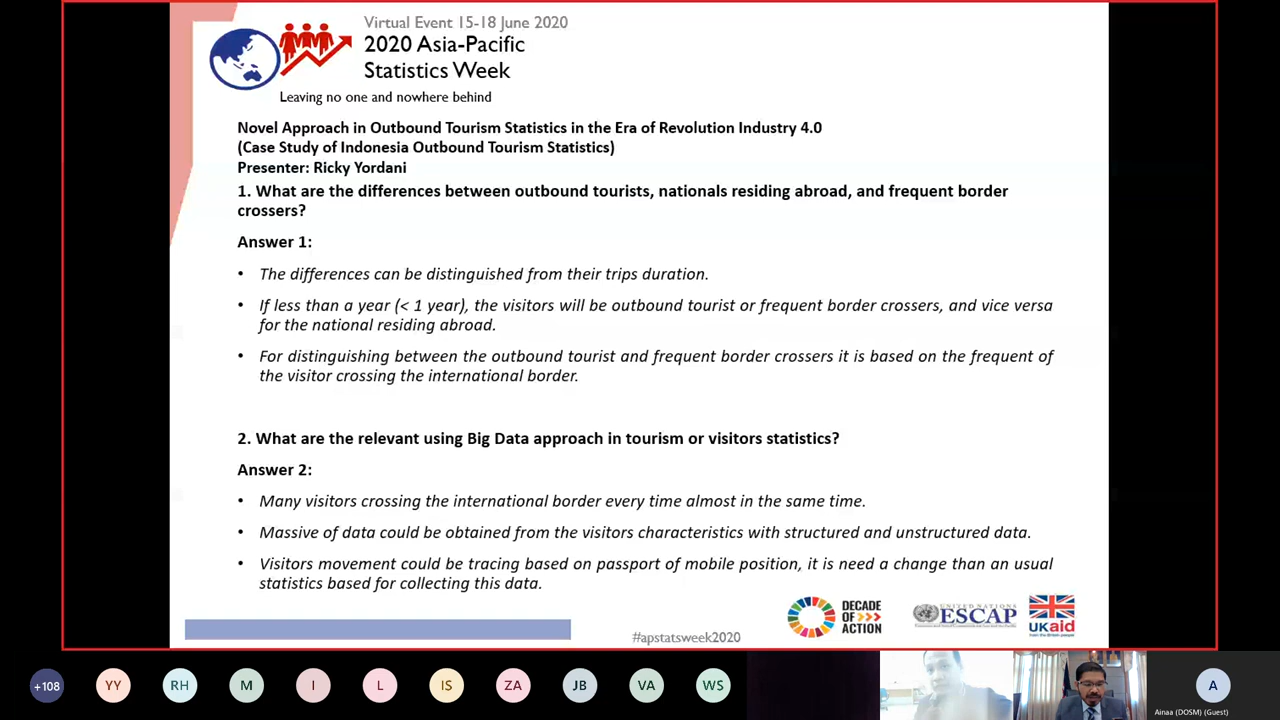 Virtual Event 15-18 June 2020
2020 Asia-Pacific
Statistics Week
Leaving no one and nowhere behind
Novel Approach in Outbound Tourism Statistics in the Era of Revolution Industry 4.0
(Case Study of Indonesia Outbound Tourism Statistics)
Presenter: Ricky Yordani
1. What are the differences between outbound tourists, nationals residing abroad, and frequent border
crossers?
Answer 1:
• The differences can be distinguished from their trips duration.
• If less than a year (< 1 year), the visitors will be outbound tourist or frequent border crossers, and vice versa
for the national residing abroad.
• For distinguishing between the outbound tourist and frequent border crossers it is based on the frequent of
the visitor crossing the international border.
2. What are the relevant using Big Data approach in tourism or visitors statistics?
Answer 2:
• Many visitors crossing the international border every time almost in the same time.
• Massive of data could be obtained from the visitors characteristics with structured and unstructured data.
• Visitors movement could be tracing based on passport of mobile position, it is need a change than an usual
statistics based for collecting this data.
#apstatsweek2020
DECADE
OF >>>
ACTION
UNITED NATIONS
ESCAP
UKaid
from the British people
+108
YY
RH
M
I
L
IS
ZA
JB
VA
WS
A
Ainaa (DOSM) (Guest)